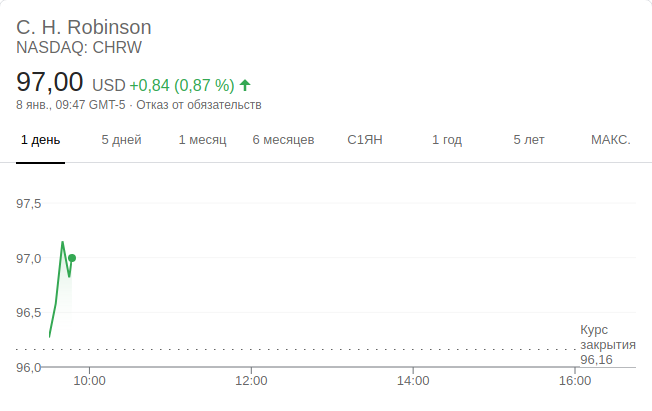 C. H. Robinson
NASDAQ: CHRW
97,00 USD +0,84 (0,87 %)
8 янв., 09:47 GMT-5 · Отказ от обязательств
1 день 5 дней 1 месяц 6 месяцев С1ЯН 1 год 5 лет МАКС.
97,5
97,0
96,5
96,0
Курс
закрытия
96,16
10:00 12:00 14:00 16:00